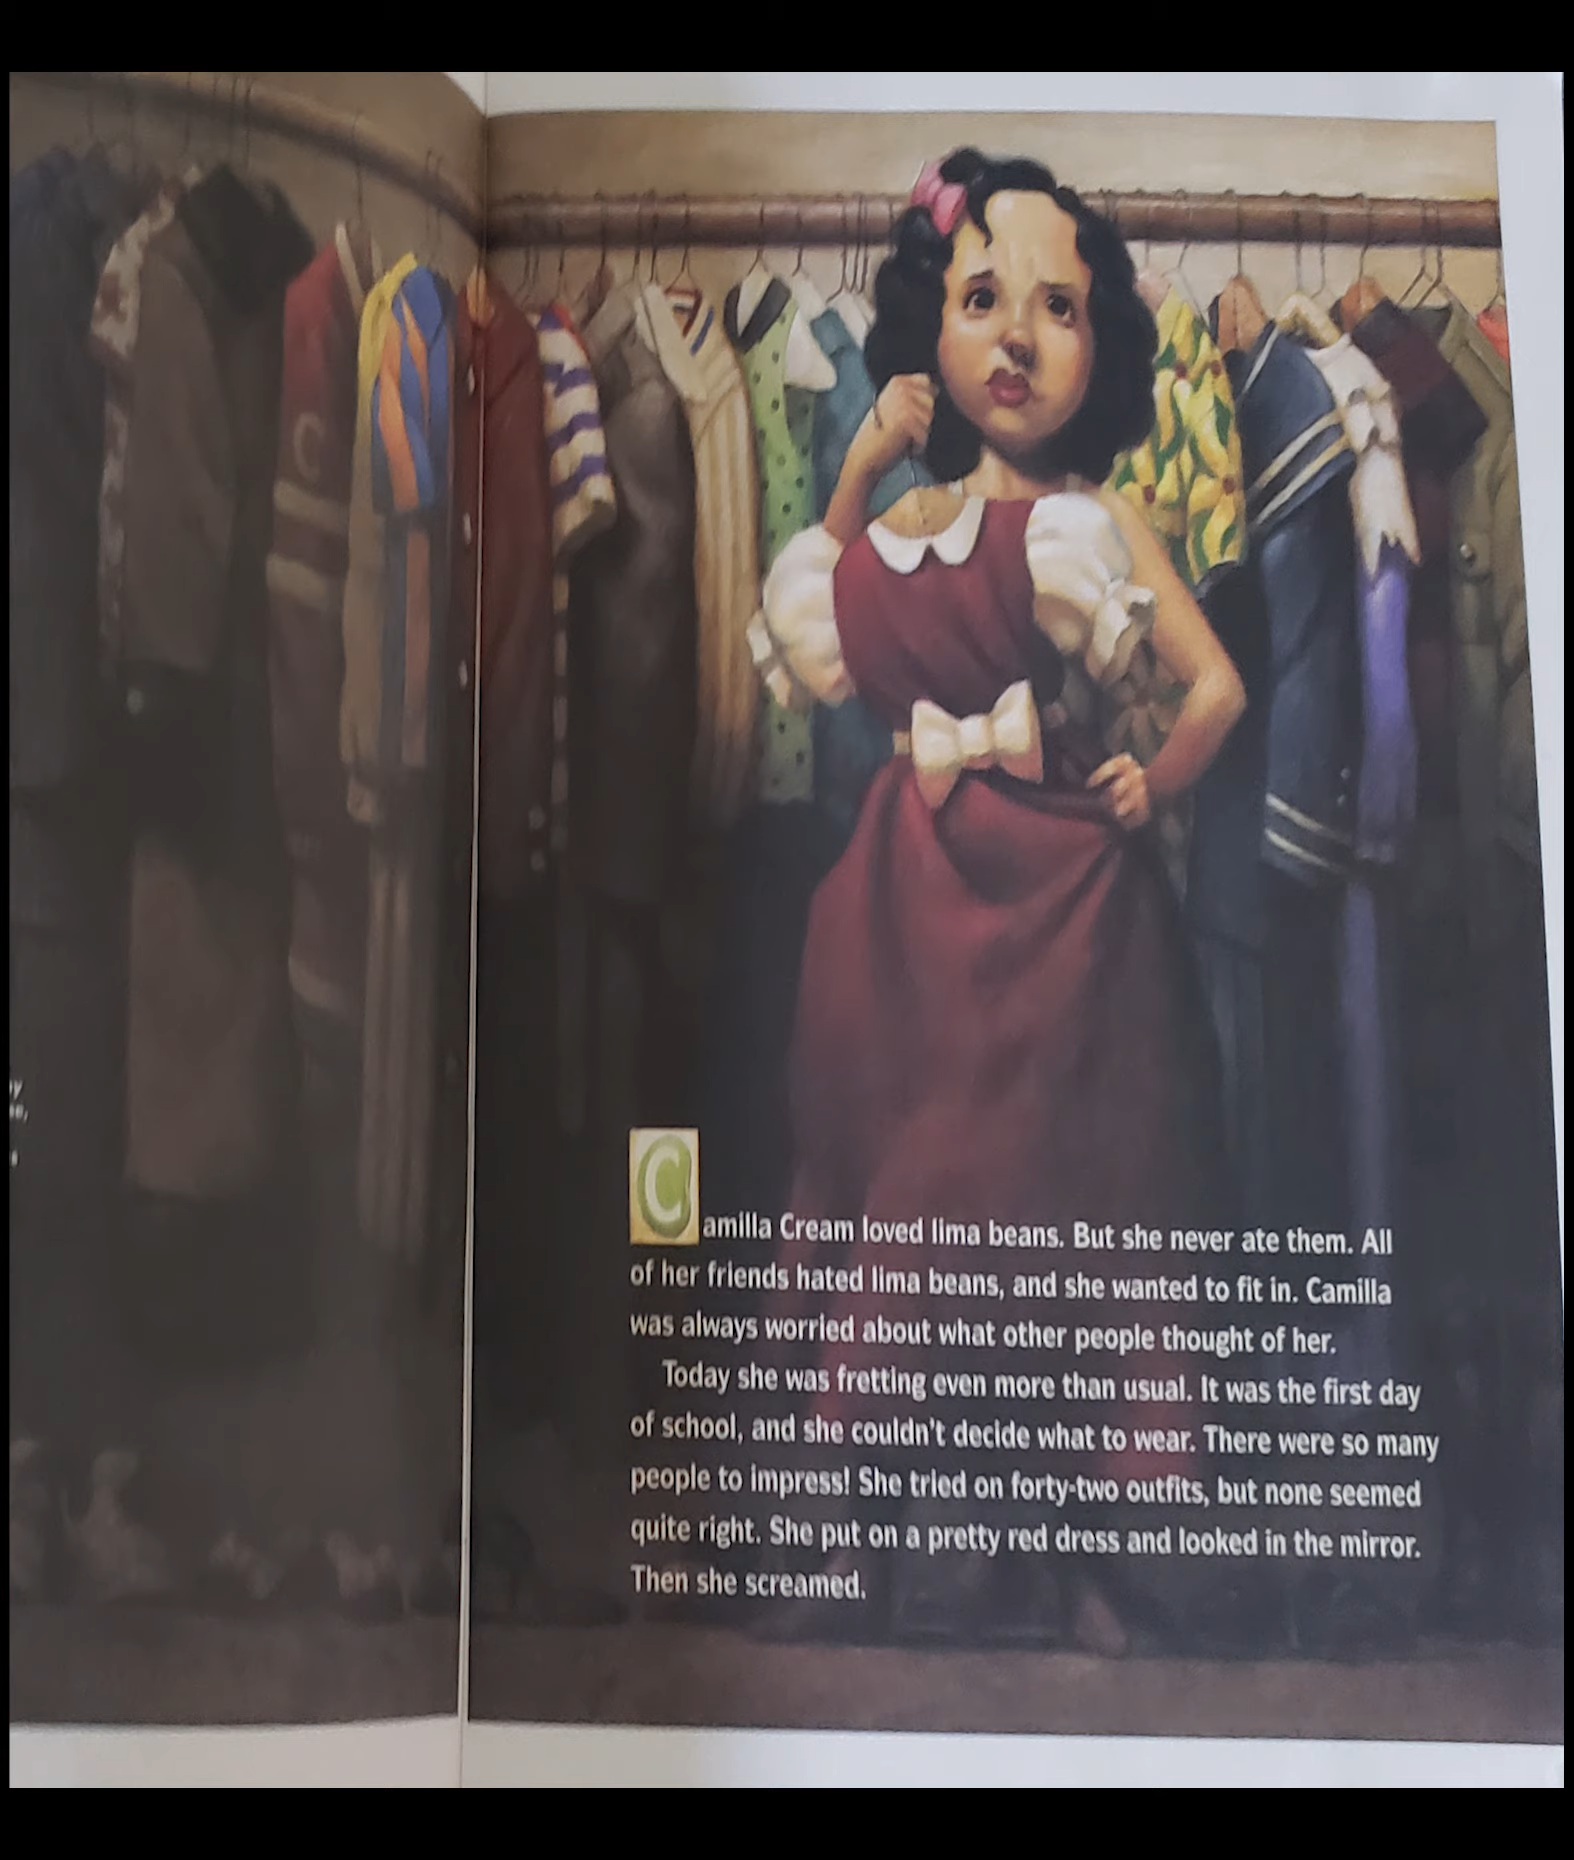 Camilla Cream loved lima beans. But she never ate them. All
of her friends hated lima beans, and she wanted to fit in. Camilla
was always worried about what other people thought of her.
Today she was fretting even more than usual. It was the first day
of school, and she couldn't decide what to wear. There were so many
people to impress! She tried on forty-two outfits, but none seemed
quite right. She put on a pretty red dress and looked in the mirror.
Then she screamed.
C